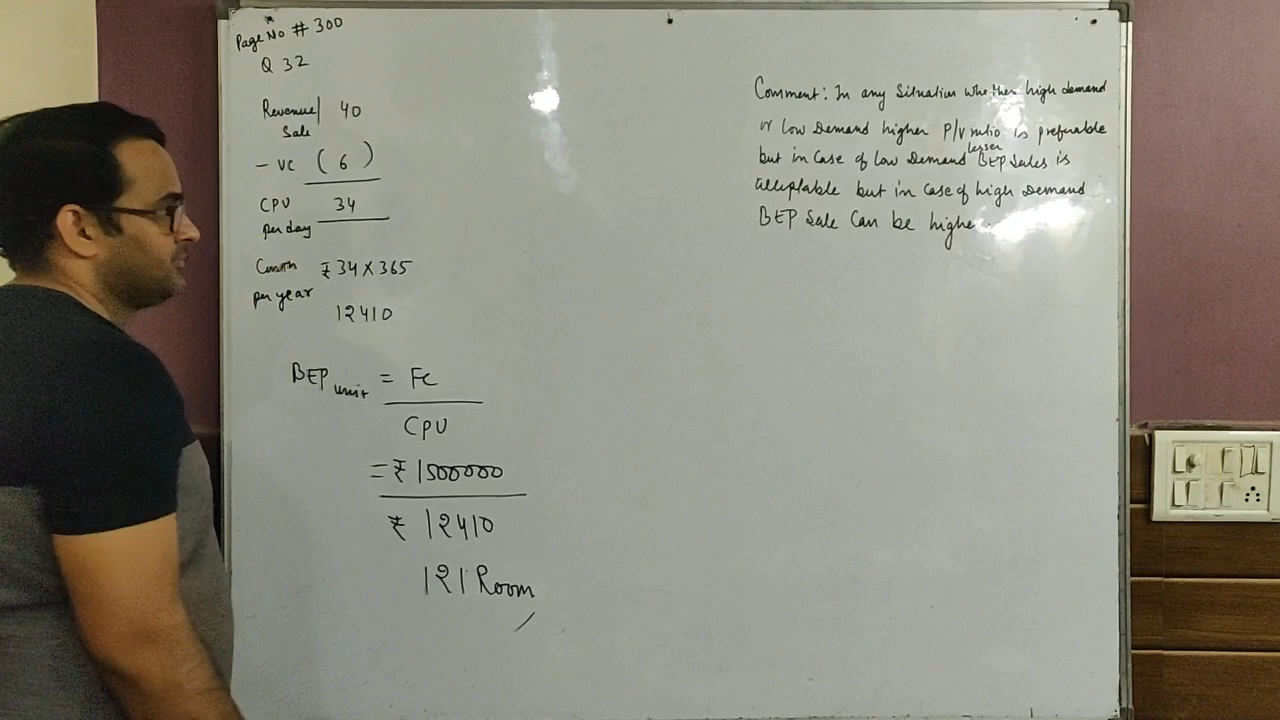 Page No # 300
Q 32
Revenue/ 40
Sale
- VC ( 6 )
CPU 34
per day
₹ 34 X 365
per year
12410
BEP unit = FC
CPU
= ₹ 1500000
₹ 12410
121 Room
Comment: In any Situation Whether high demand
or low Demand higher P/V ratio is preferable
but in Case of low Demand lesser BEP Sales is
but in case of high Demand
BEP Sale Can be higher